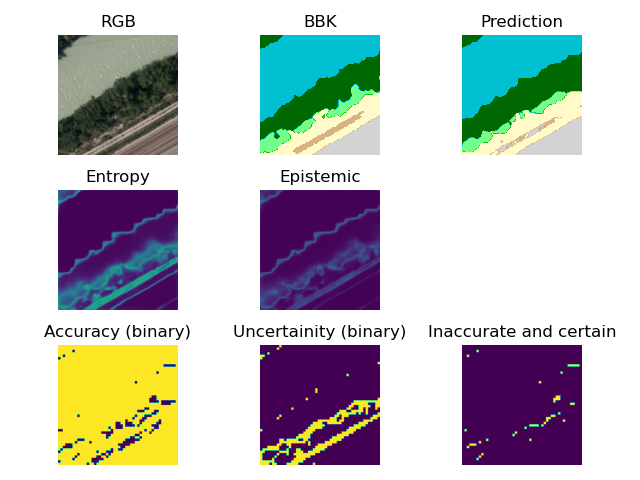 RGB
BBK
Prediction
Entropy
Epistemic
Accuracy (binary)
Uncertainity (binary)
Inaccurate and certain